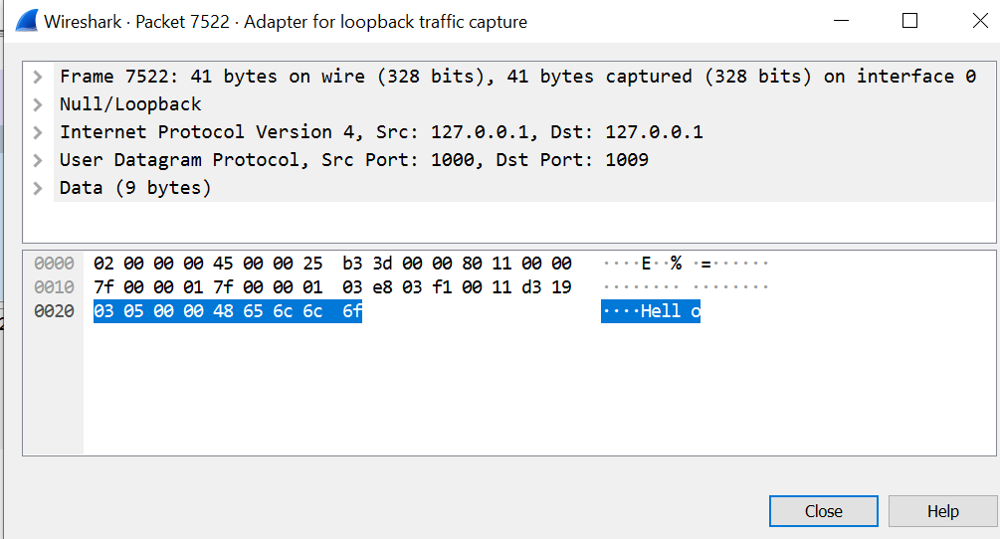 Wireshark · Packet 7522 · Adapter for loopback traffic capture
Frame 7522: 41 bytes on wire (328 bits), 41 bytes captured (328 bits) on interface 0
Null/Loopback
Internet Protocol Version 4, Src: 127.0.0.1, Dst: 127.0.0.1
User Datagram Protocol, Src Port: 1000, Dst Port: 1009
Data (9 bytes)
0000 02 00 00 00 45 00 00 25 b3 3d 00 00 80 11 00 00 ····E··% ·=······
0010 7f 00 00 01 7f 00 00 01 03 e8 03 f1 00 11 d3 19 ········ ········
0020 03 05 00 00 48 65 6c 6c 6f ····Hell o
Close Help